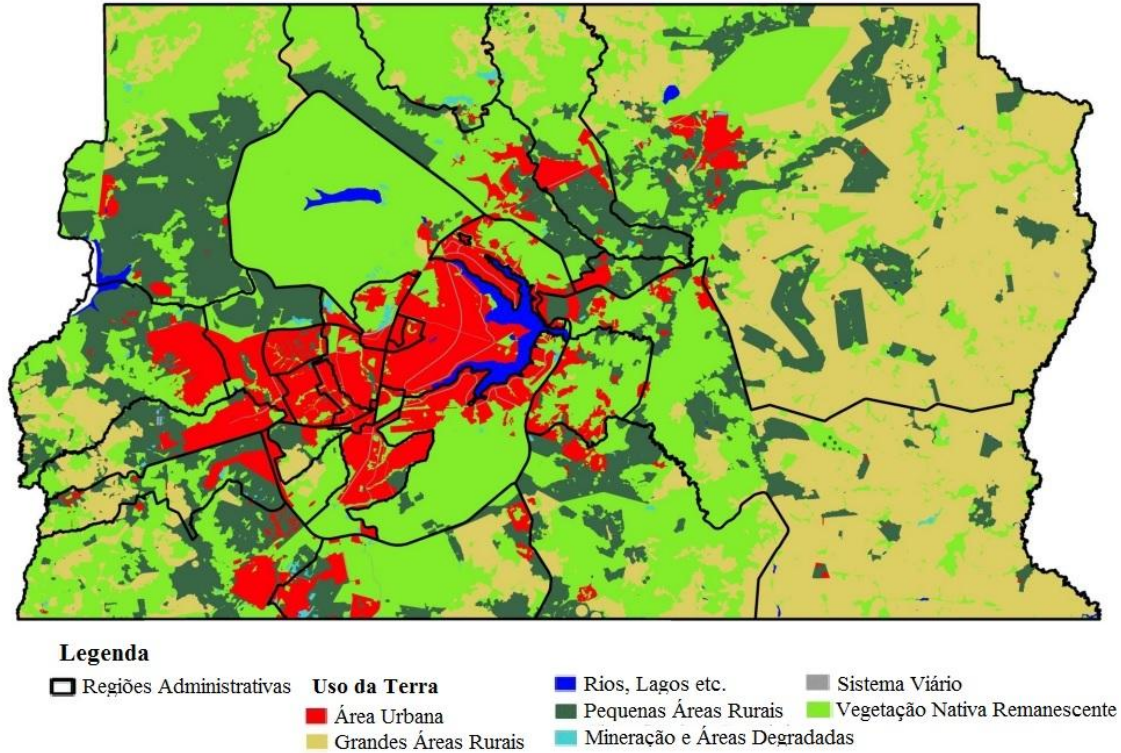 Legenda
Regiões Administrativas
Uso da Terra
Área Urbana
Grandes Áreas Rurais
Rios, Lagos etc.
Pequenas Áreas Rurais
Mineração e Áreas Degradadas
Sistema Viário
Vegetação Nativa Remanescente